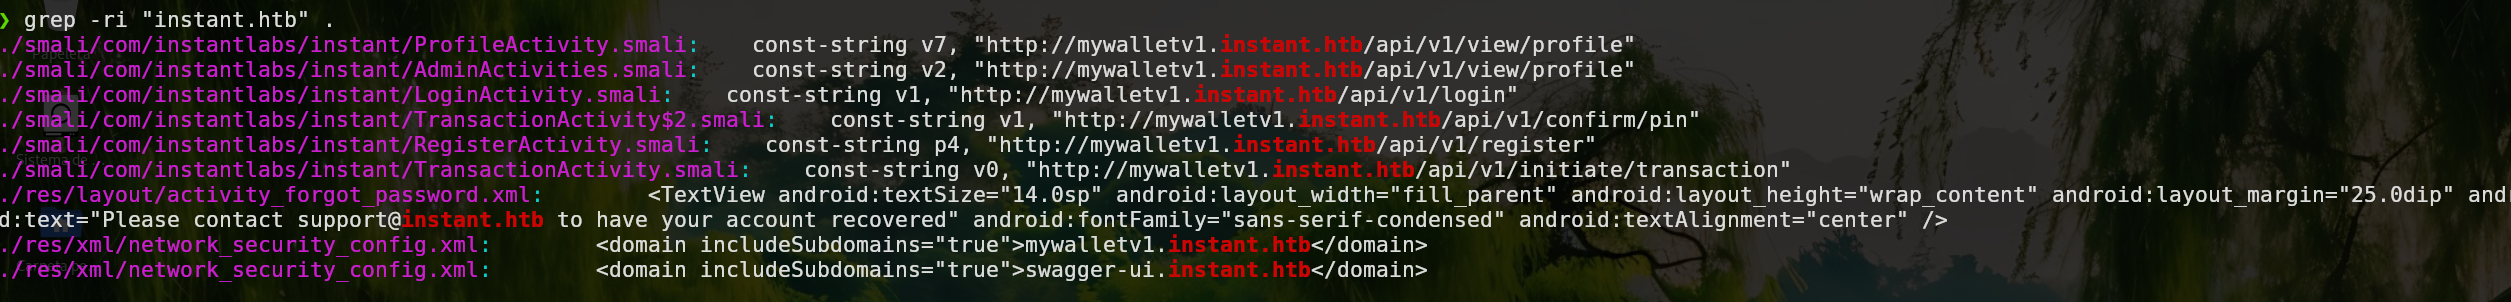 ❯ grep -ri "instant.htb" .
./smali/com/instantlabs/instant/ProfileActivity.smali:    const-string v7, "http://mywalletv1.instant.htb/api/v1/view/profile"
./smali/com/instantlabs/instant/AdminActivities.smali:    const-string v2, "http://mywalletv1.instant.htb/api/v1/view/profile"
./smali/com/instantlabs/instant/LoginActivity.smali:    const-string v1, "http://mywalletv1.instant.htb/api/v1/login"
./smali/com/instantlabs/instant/TransactionActivity$2.smali:    const-string v1, "http://mywalletv1.instant.htb/api/v1/confirm/pin"
./smali/com/instantlabs/instant/RegisterActivity.smali:    const-string p4, "http://mywalletv1.instant.htb/api/v1/register"
./smali/com/instantlabs/instant/TransactionActivity.smali:    const-string v0, "http://mywalletv1.instant.htb/api/v1/initiate/transaction"
./res/layout/activity_forgot_password.xml:        <TextView android:textSize="14.0sp" android:layout_width="fill_parent" android:layout_height="wrap_content" android:layout_margin="25.0dip" and
d:text="Please contact support@instant.htb to have your account recovered" android:fontFamily="sans-serif-condensed" android:textAlignment="center" />
./res/xml/network_security_config.xml:        <domain includeSubdomains="true">mywalletv1.instant.htb</domain>
./res/xml/network_security_config.xml:        <domain includeSubdomains="true">swagger-ui.instant.htb</domain>